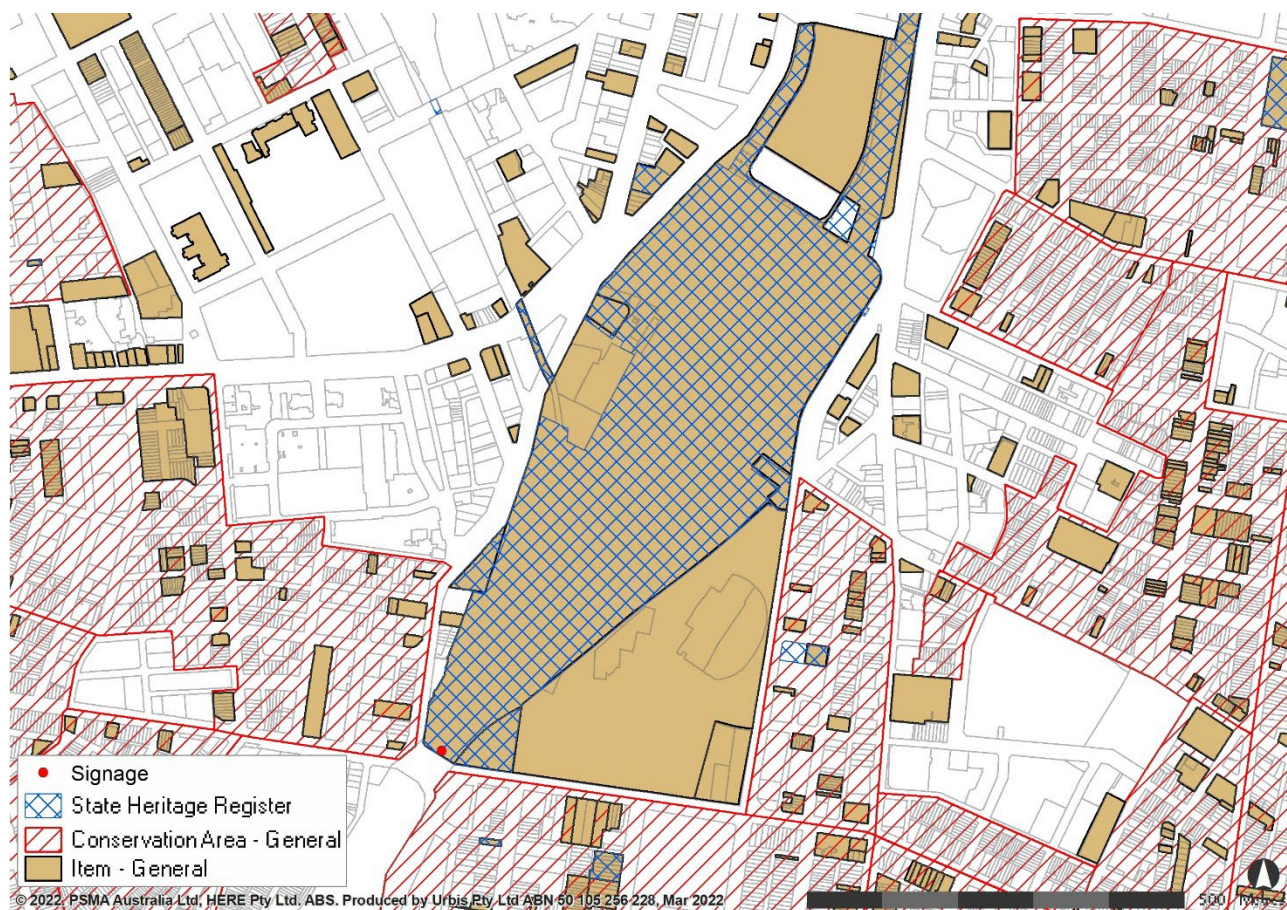 Signage
State Heritage Register
Conservation Area - General
Item - General
© 2022. PSMA Australia Ltd, HERE Pty Ltd, ABS. Produced by Urbis Pty Ltd ABN 50 105 256 228, Mar 2022
500